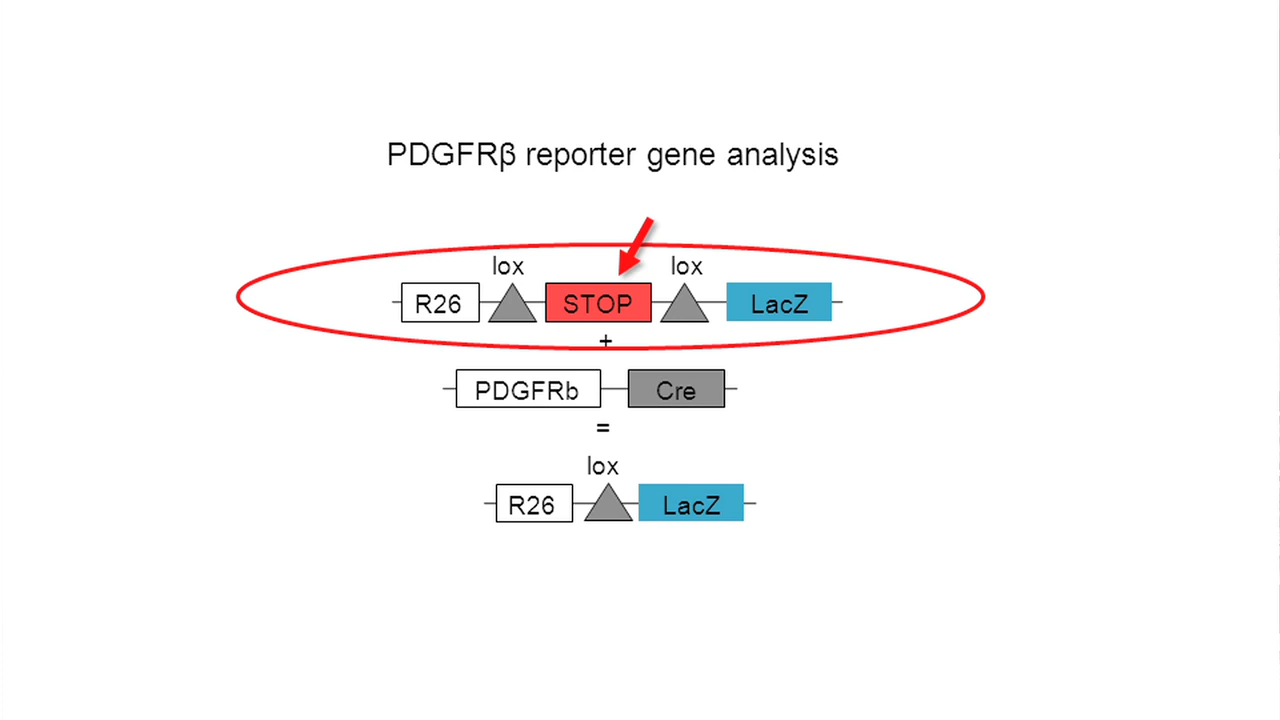 PDGFRβ reporter gene analysis
lox lox
R26 STOP LacZ
+
PDGFRb Cre
=
lox
R26 LacZ